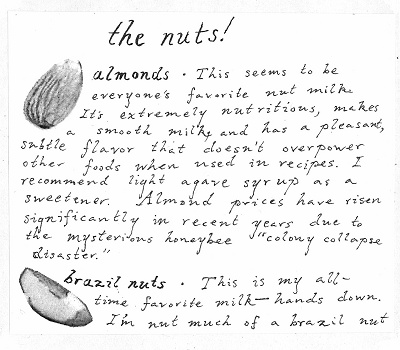 the nuts!
almonds · This seems to be
everyone's favorite nut milk.
It's extremely nutritious, makes
a smooth milk, and has a pleasant,
subtle flavor that doesn't overpower
other foods when used in recipes. I
recommend light agave syrup as a
sweetener. Almond prices have risen
significantly in recent years due to
the mysterious honeybee "colony collapse
disaster."
brazil nuts · This is my all-
time favorite milk—hands down.
I'm nut much of a brazil nut